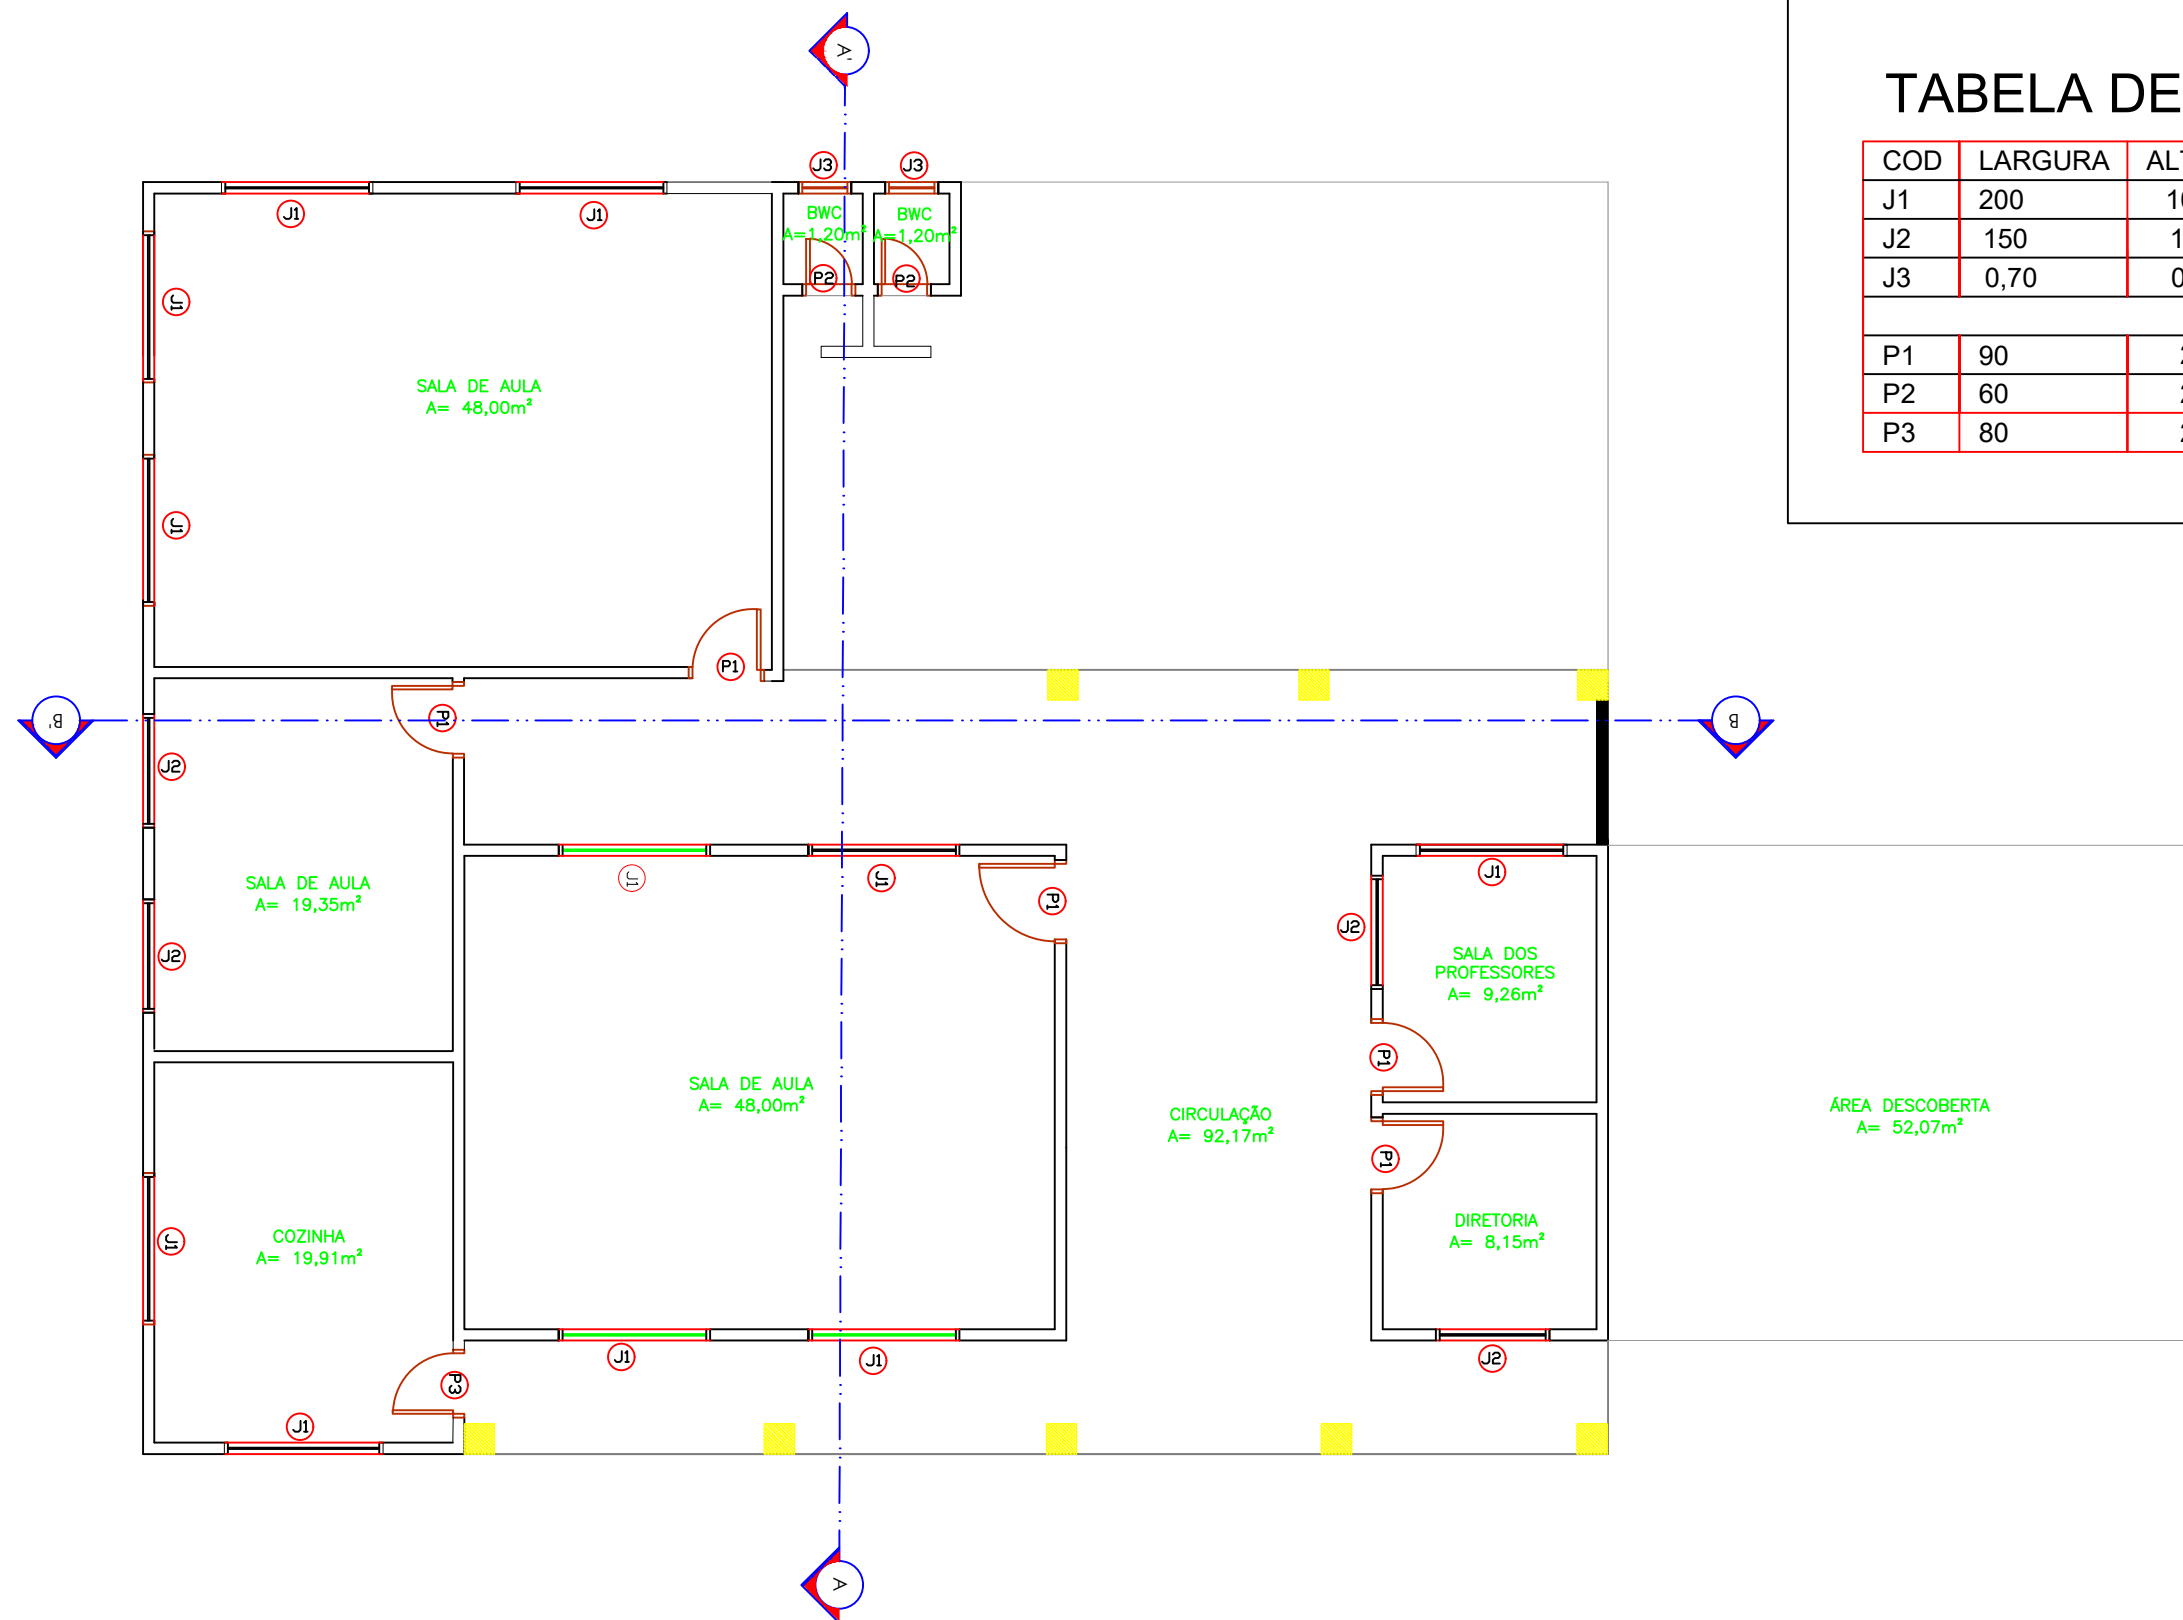 A'
TABELA DE
COD LARGURA
J1 200
J2 150
J3 0,70
P1 90
P2 60
P3 80
J3
J3
J1
J1
BWC
A=1,20m²
BWC
A=1,20m²
P2
P2
J1
SALA DE AULA
A= 48,00m²
J1
P1
P1
B'
B
J2
SALA DE AULA
A= 19,35m²
J1
J1
P1
J1
J2
SALA DOS
PROFESSORES
A= 9,26m²
J2
P1
SALA DE AULA
A= 48,00m²
CIRCULAÇÃO
A= 92,17m²
ÁREA DESCOBERTA
A= 52,07m²
P1
DIRETORIA
A= 8,15m²
J1
COZINHA
A= 19,91m²
J1
J1
J2
P3
J1
A